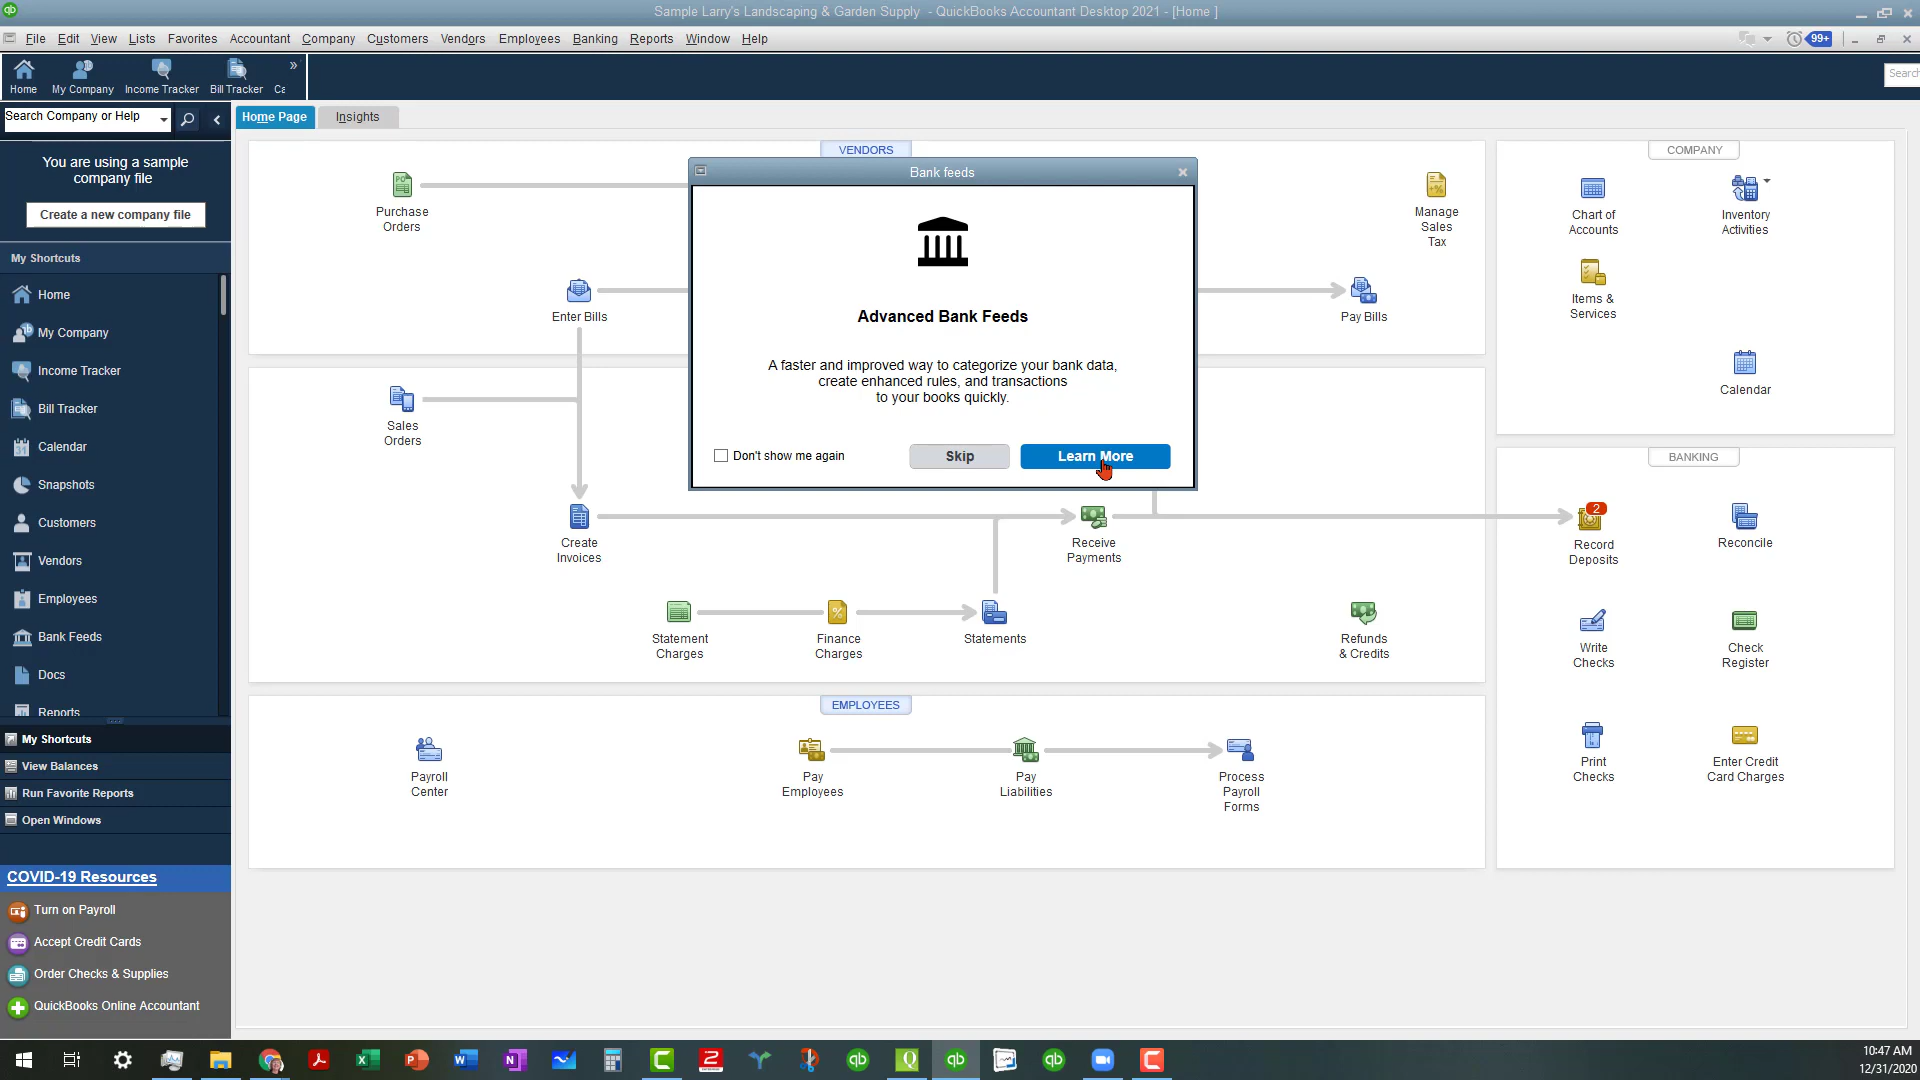 Sample Larry's Landscaping & Garden Supply - QuickBooks Accountant Desktop 2021 - [Home ]
File Edit View Lists Favorites Accountant Company Customers Vendors Employees Banking Reports Window Help
99+
Home My Company Income Tracker Bill Tracker Ca
Search
Search Company or Help
Home Page Insights
You are using a sample
company file
Create a new company file
My Shortcuts
Home
My Company
Income Tracker
Bill Tracker
Calendar
Snapshots
Customers
Vendors
Employees
Bank Feeds
Docs
Reports
My Shortcuts
View Balances
Run Favorite Reports
Open Windows
COVID-19 Resources
Turn on Payroll
Accept Credit Cards
Order Checks & Supplies
QuickBooks Online Accountant
VENDORS
Purchase
Orders
Enter Bills
Manage
Sales
Tax
Pay Bills
Bank feeds
Advanced Bank Feeds
A faster and improved way to categorize your bank data,
create enhanced rules, and transactions
to your books quickly.
Don't show me again
Skip
Learn More
Sales
Orders
Create
Invoices
Receive
Payments
Statement
Charges
Finance
Charges
Statements
Refunds
& Credits
EMPLOYEES
Payroll
Center
Pay
Employees
Pay
Liabilities
Process
Payroll
Forms
COMPANY
Chart of
Accounts
Inventory
Activities
Items &
Services
Calendar
BANKING
2
Record
Deposits
Reconcile
Write
Checks
Check
Register
Print
Checks
Enter Credit
Card Charges
10:47 AM
12/31/2020